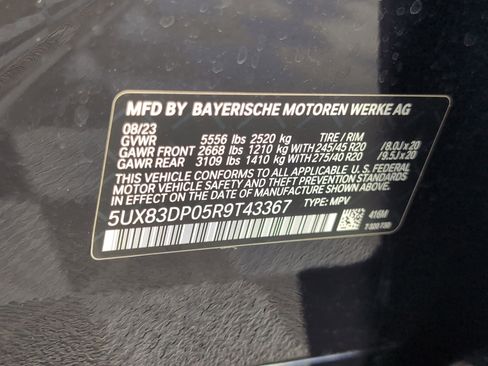 MFD BY BAYERISCHE MOTOREN WERKE AG
08/23
GVWR 5556 lbs 2520 kg TIRE / RIM
GAWR FRONT 2668 lbs 1210 kg WITH 245/45 R20 / 8.0J x 20
GAWR REAR 3109 lbs 1410 kg WITH 275/40 R20 / 9.5J x 20
THIS VEHICLE CONFORMS TO ALL APPLICABLE U.S. FEDERAL
MOTOR VEHICLE SAFETY AND THEFT PREVENTION STANDARDS
IN EFFECT ON THE DATE OF MANUFACTURE SHOWN ABOVE.
5UX83DP05R9T43367 TYPE: MPV
416M